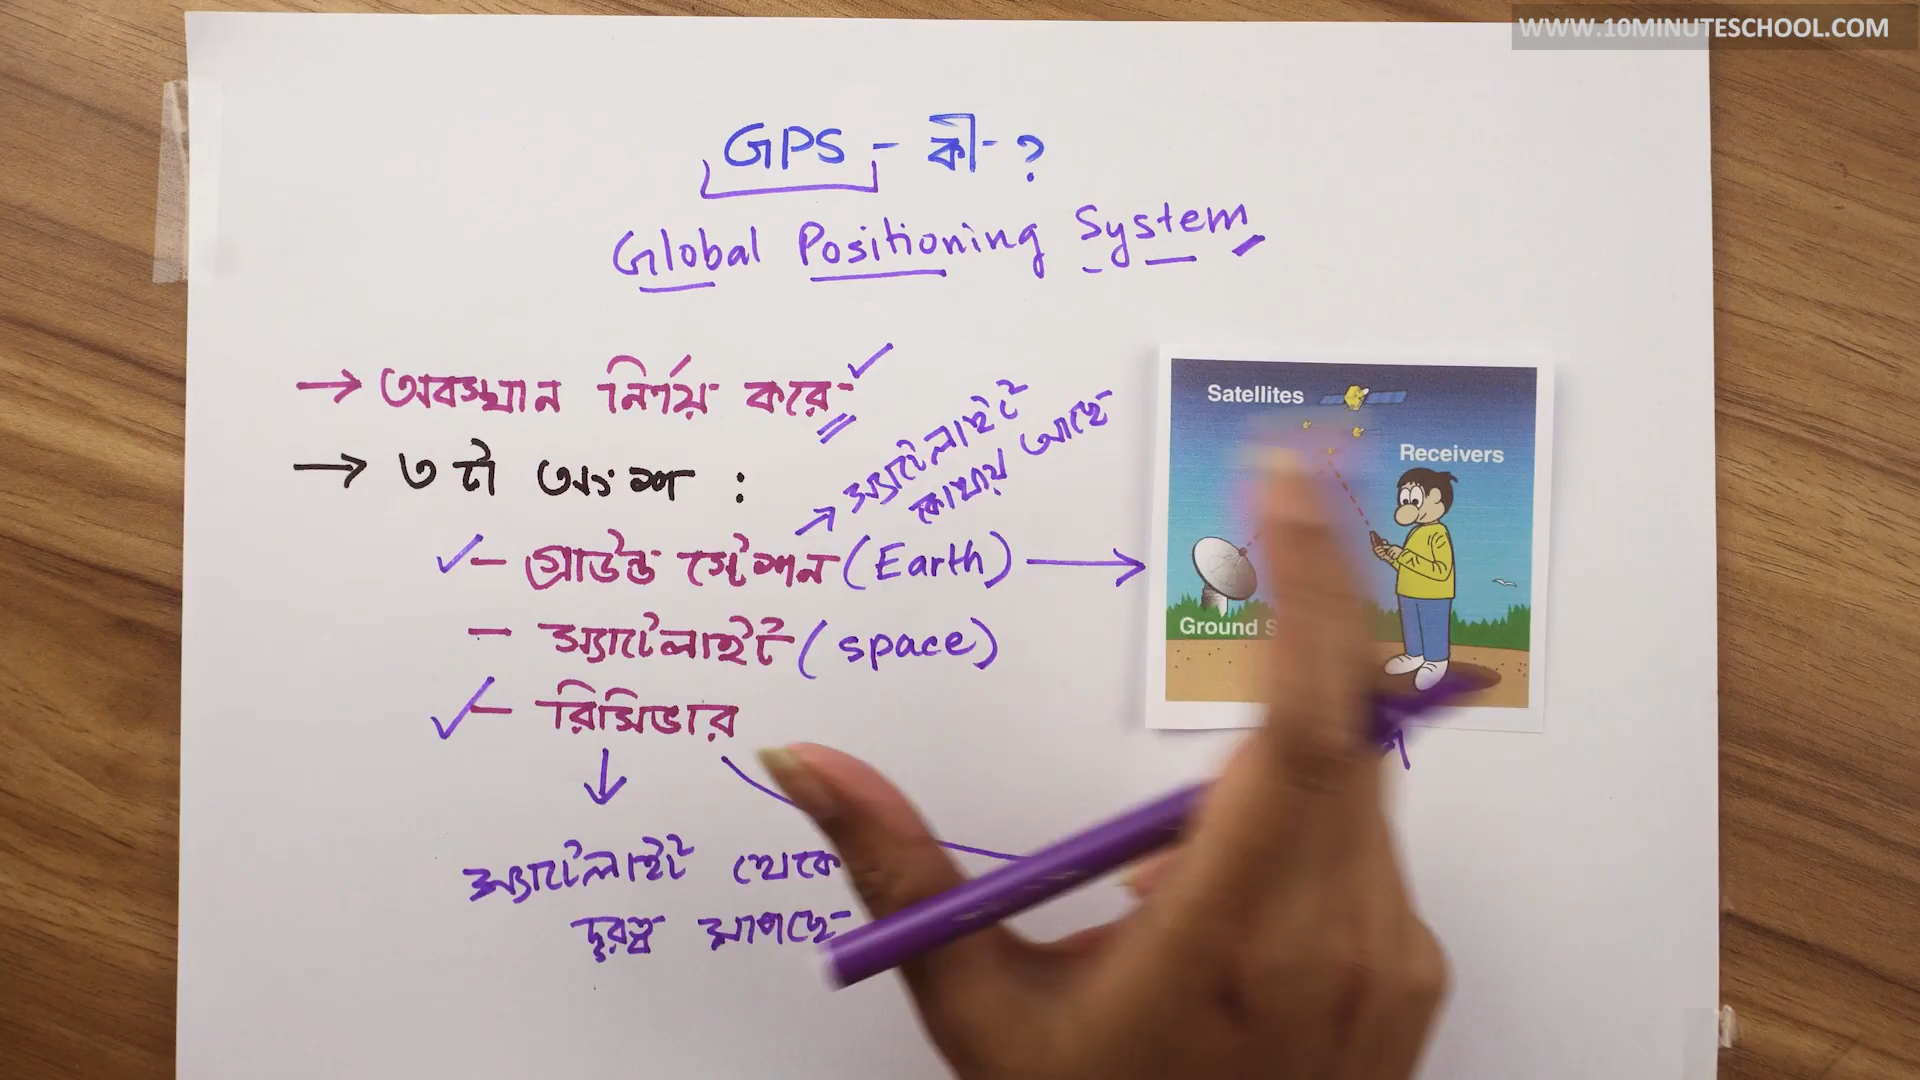 WWW.10MINUTESCHOOL.COM
GPS - কী - ?
Global Positioning System
→ অবস্থান নির্ণয় করে
→ ৩ টা অংশ :
→ স্যাটেলাইট
কোথায় আছে
- গ্রাউন্ড স্টেশন (Earth) →
- স্যাটেলাইট (space)
- রিসিভার
স্যাটেলাইট থেকে
দূরত্ব মাপছে
Satellites
Receivers
Ground